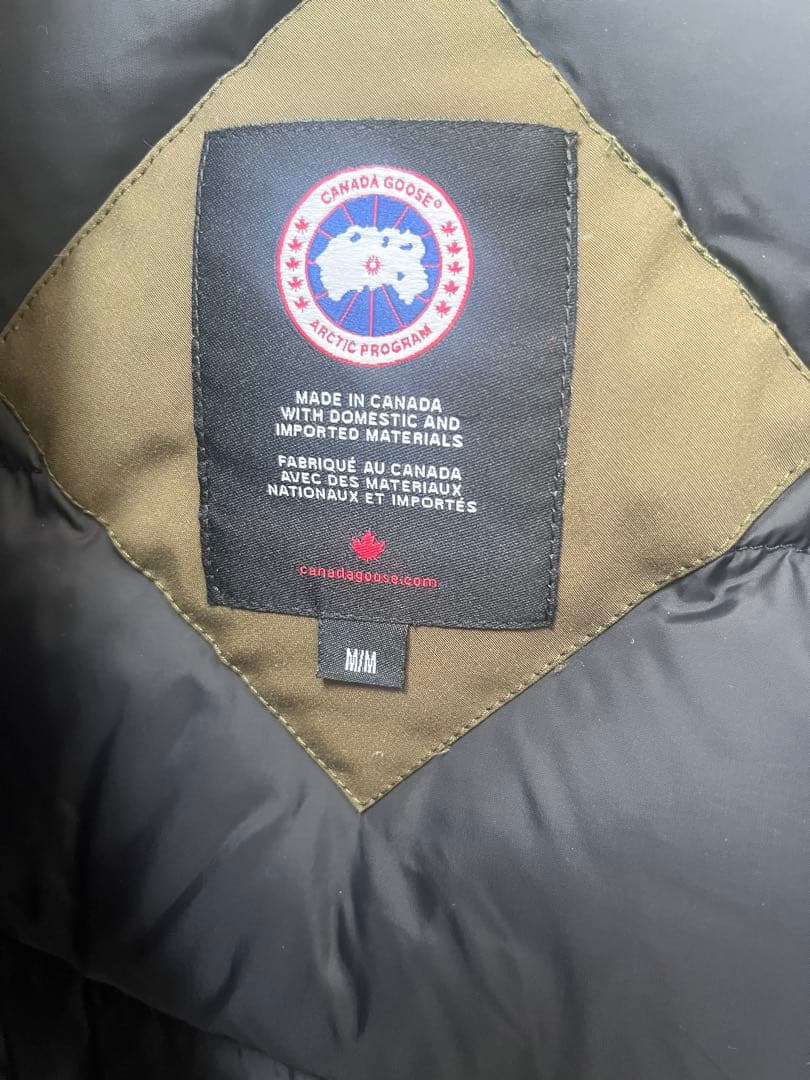 CANADA GOOSE®
ARCTIC PROGRAM
MADE IN CANADA
WITH DOMESTIC AND
IMPORTED MATERIALS
FABRIQUÉ AU CANADA
AVEC DES MATERIAUX
NATIONAUX ET IMPORTÉS
canadagoose.com
M/M